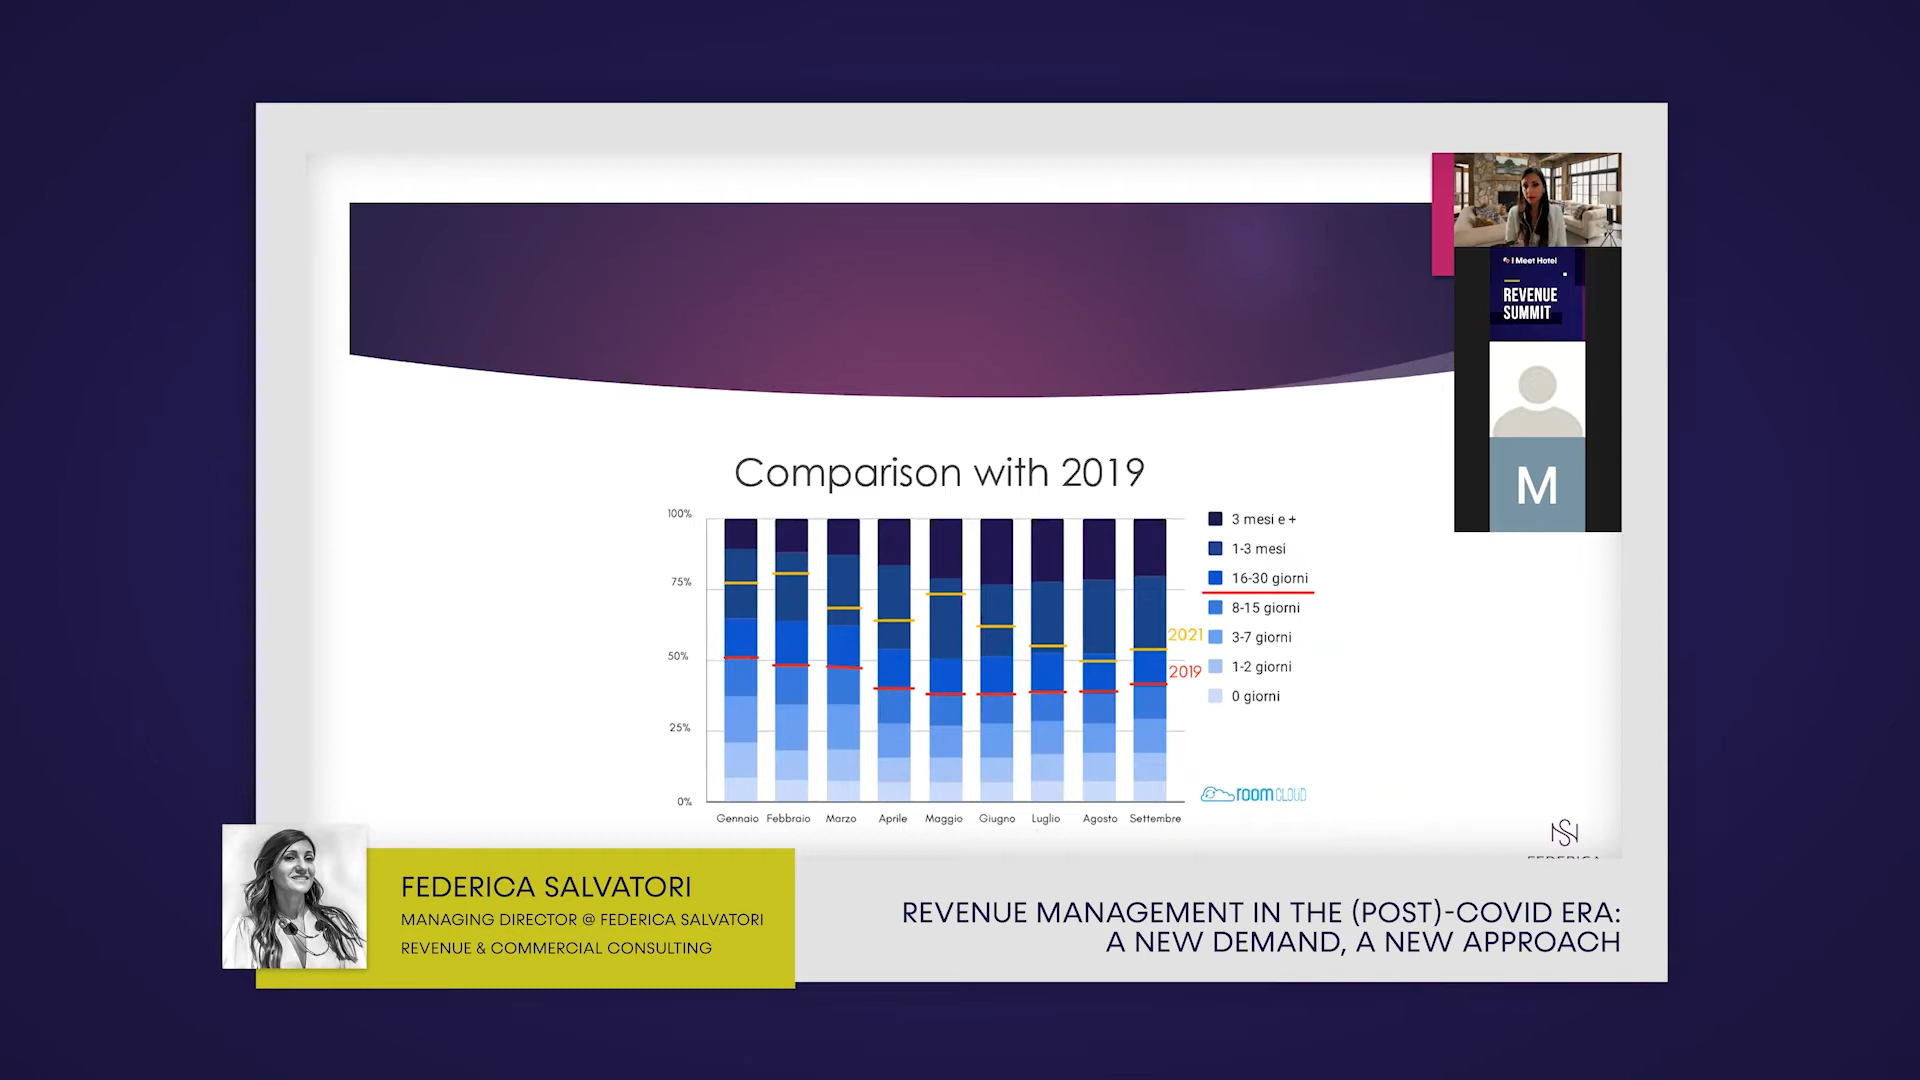 I Meet Hotel
REVENUE
SUMMIT
M
Comparison with 2019
100%
75%
50%
25%
0%
Gennaio Febbraio Marzo Aprile Maggio Giugno Luglio Agosto Settembre
2021
2019
3 mesi e +
1-3 mesi
16-30 giorni
8-15 giorni
3-7 giorni
1-2 giorni
0 giorni
roomCLOUD
FEDERICA
FEDERICA SALVATORI
MANAGING DIRECTOR @ FEDERICA SALVATORI
REVENUE & COMMERCIAL CONSULTING
REVENUE MANAGEMENT IN THE (POST)-COVID ERA:
A NEW DEMAND, A NEW APPROACH